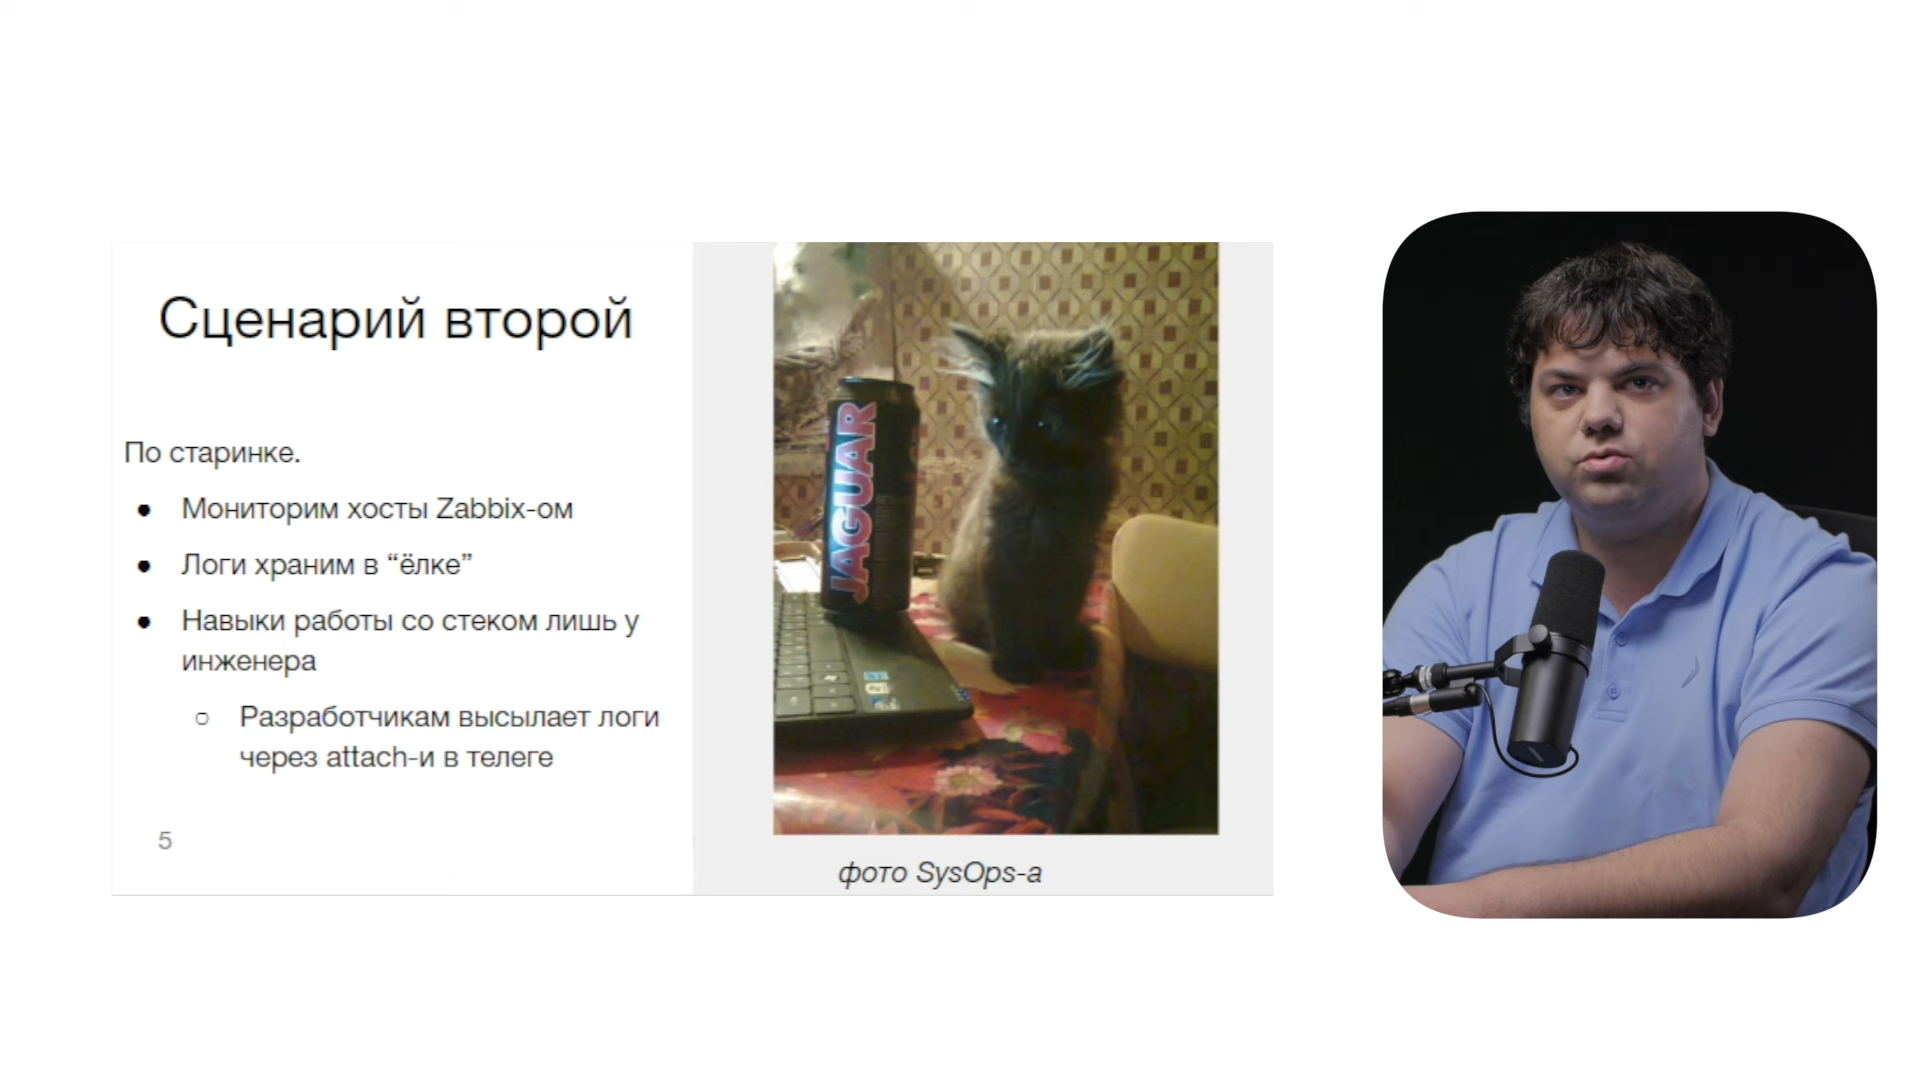 Сценарий второй
По старинке.
● Мониторим хосты Zabbix-ом
● Логи храним в “ёлке”
● Навыки работы со стеком лишь у
инженера
○ Разработчикам высылает логи
через attach-и в телеге
5
JAGUAR
фото SysOps-а